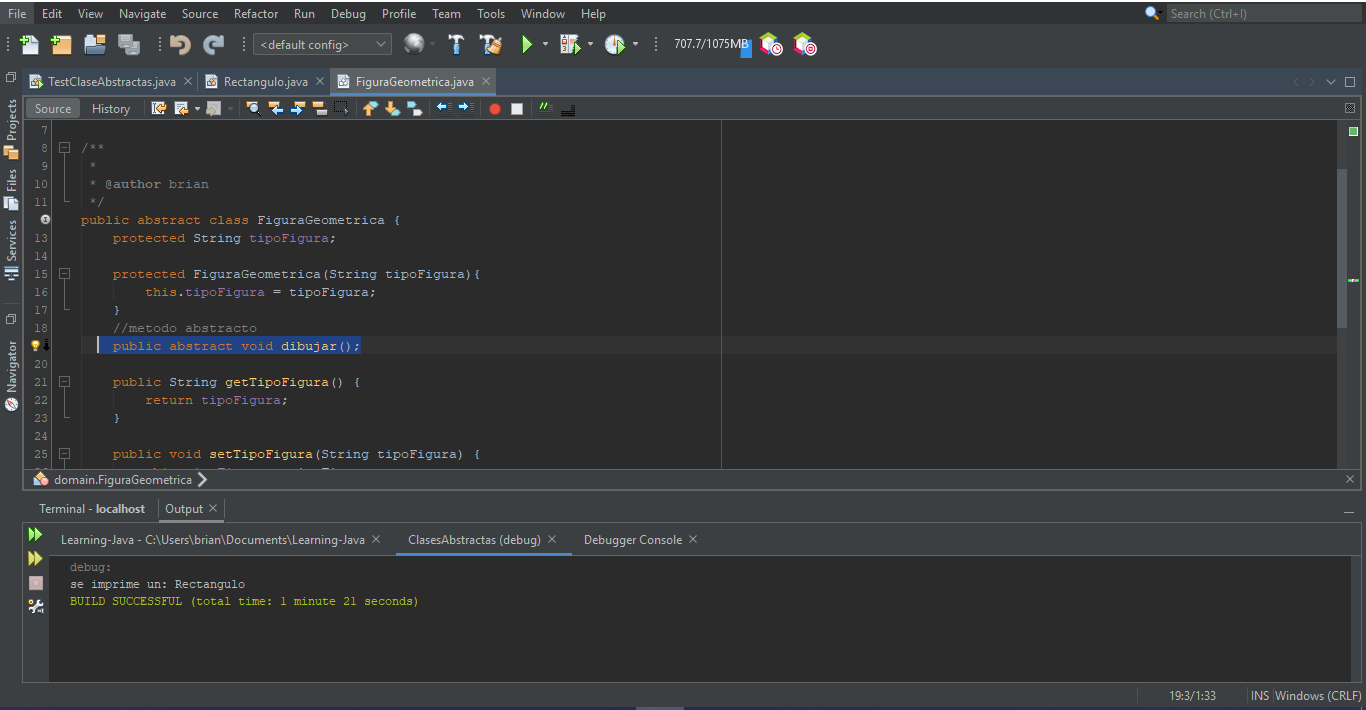 File Edit View Navigate Source Refactor Run Debug Profile Team Tools Window Help Search (Ctrl+I)
<default config> 707.7/1075MB
TestClaseAbstractas.java Rectangulo.java FiguraGeometrica.java
Source History
Projects
Files
Services
Navigator
7
8 /**
9 *
10 * @author brian
11 */
public abstract class FiguraGeometrica {
13 protected String tipoFigura;
14
15 protected FiguraGeometrica(String tipoFigura){
16 this.tipoFigura = tipoFigura;
17 }
18 //metodo abstracto
public abstract void dibujar();
20
21 public String getTipoFigura() {
22 return tipoFigura;
23 }
24
25 public void setTipoFigura(String tipoFigura) {
domain.FiguraGeometrica
Terminal - localhost Output
Learning-Java - C:\Users\brian\Documents\Learning-Java ClasesAbstractas (debug) Debugger Console
debug:
se imprime un: Rectangulo
BUILD SUCCESSFUL (total time: 1 minute 21 seconds)
19:3/1:33 INS Windows (CRLF)